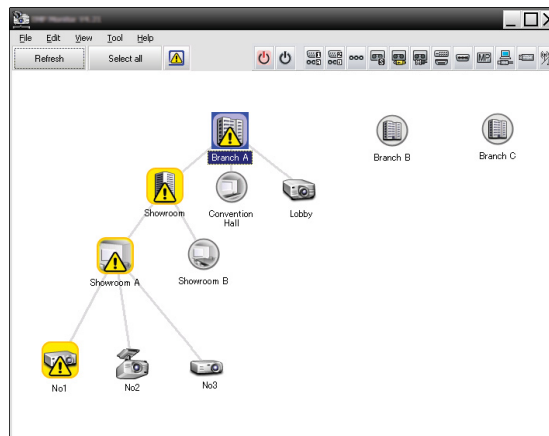 File Edit View Tool Help
Refresh Select all
MP
Branch A
Branch B
Branch C
Showroom
Convention
Hall
Lobby
Showroom A
Showroom B
No1
No2
No3